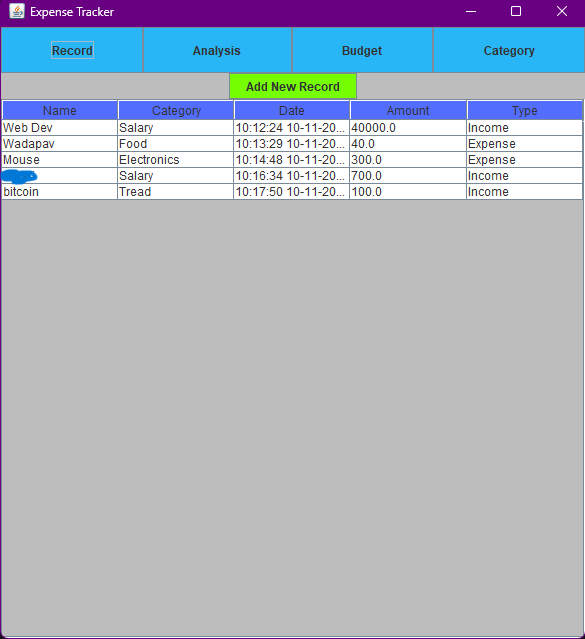 Expense Tracker
Record Analysis Budget Category
Add New Record
Name Category Date Amount Type
Web Dev Salary 10:12:24 10-11-20... 40000.0 Income
Wadapav Food 10:13:29 10-11-20... 40.0 Expense
Mouse Electronics 10:14:48 10-11-20... 300.0 Expense
Salary 10:16:34 10-11-20... 700.0 Income
bitcoin Tread 10:17:50 10-11-20... 100.0 Income